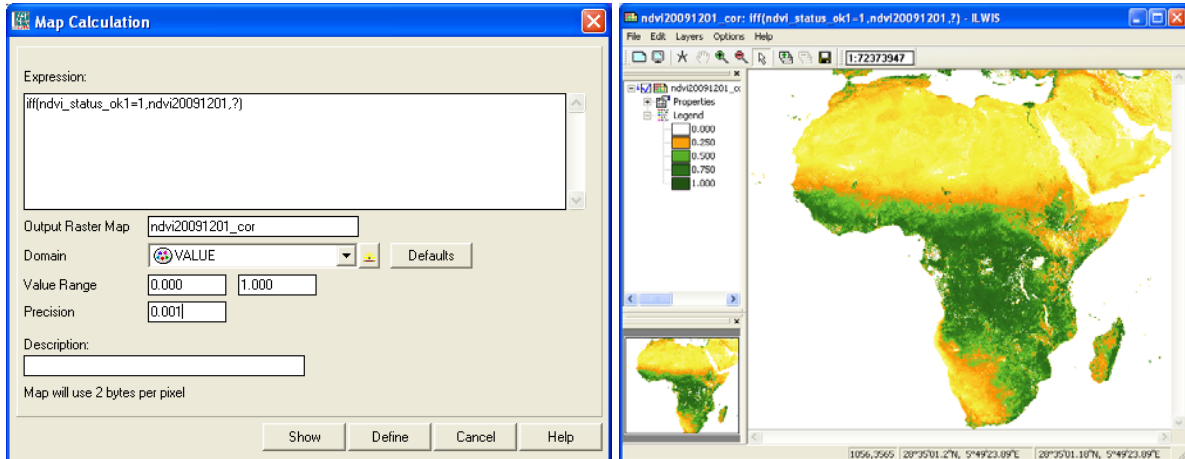 Map Calculation
Expression:
iff(ndvi_status_ok1=1,ndvi20091201,?)
Output Raster Map ndvi20091201_cor
Domain VALUE Defaults
Value Range 0.000 1.000
Precision 0.001
Description:
Map will use 2 bytes per pixel
Show Define Cancel Help
ndvi20091201_cor: iff(ndvi_status_ok1=1,ndvi20091201,?) - ILWIS
File Edit Layers Options Help
1:72373947
ndvi20091201_co
Properties
Legend
0.000
0.250
0.500
0.750
1.000
1056,3565 28°35'01.2"N, 5°49'23.09"E 28°35'01.18"N, 5°49'23.09"E